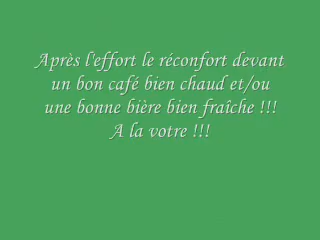 Après l'effort le réconfort devant
un bon café bien chaud et/ou
une bonne bière bien fraîche !!!
A la votre !!!